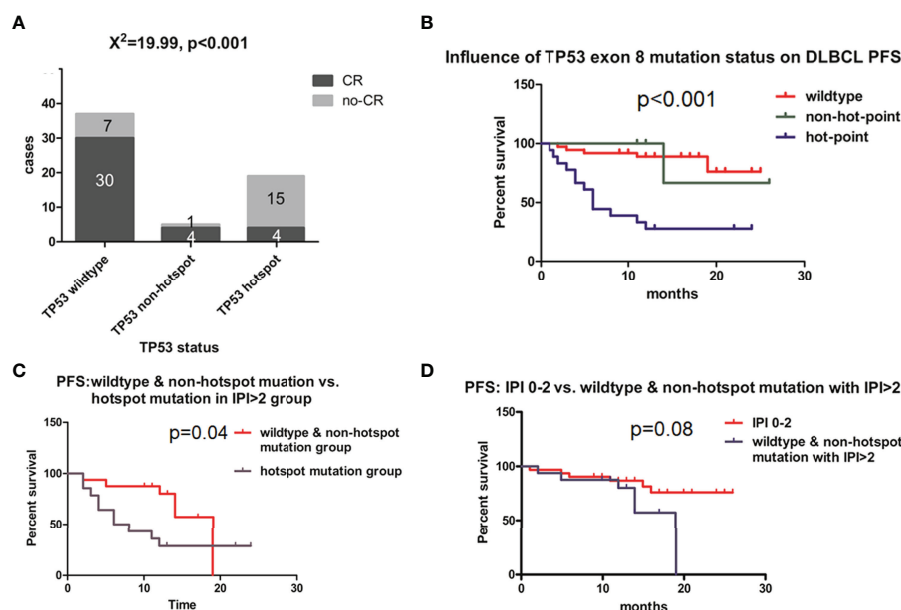 A
X²=19.99, p<0.001
CR
no-CR
cases
40
30
20
10
0
7
30
1
4
15
4
TP53 wildtype
TP53 non-hotspot
TP53 hotspot
TP53 status
B
Influence of TP53 exon 8 mutation status on DLBCL PFS
p<0.001
wildtype
non-hot-point
hot-point
Percent survival
150
100
50
0
0
10
20
30
months
C
PFS:wildtype & non-hotspot muation vs.
hotspot mutation in IPI>2 group
p=0.04
wildtype & non-hotspot
mutation group
hotspot mutation group
Percent survival
150
100
50
0
0
10
20
30
Time
D
PFS: IPI 0-2 vs. wildtype & non-hotspot mutation with IPI>2
p=0.08
IPI 0-2
wildtype & non-hotspot
mutation with IPI>2
Percent survival
150
100
50
0
0
10
20
30
months